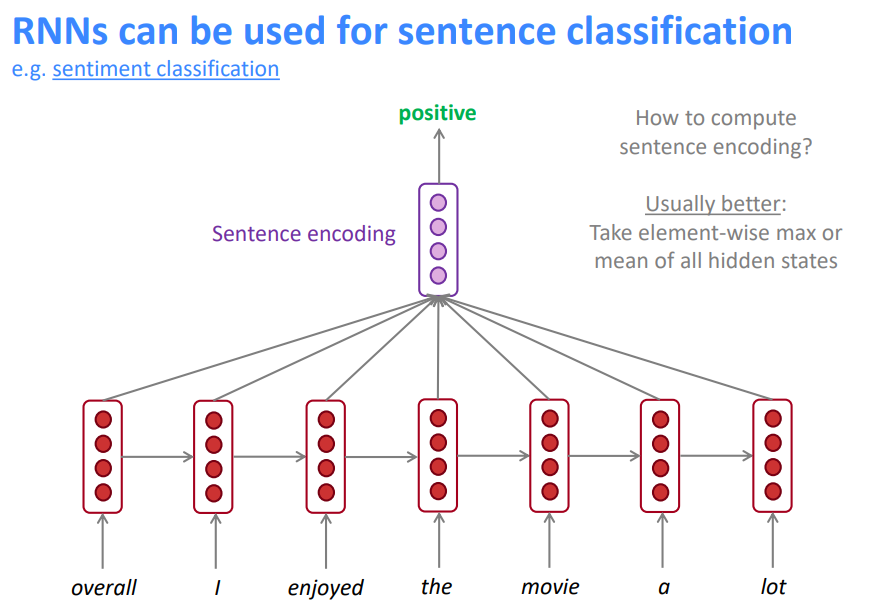 RNNs can be used for sentence classification
e.g. sentiment classification
positive
How to compute
sentence encoding?
Usually better:
Take element-wise max or
mean of all hidden states
Sentence encoding
overall I enjoyed the movie a lot